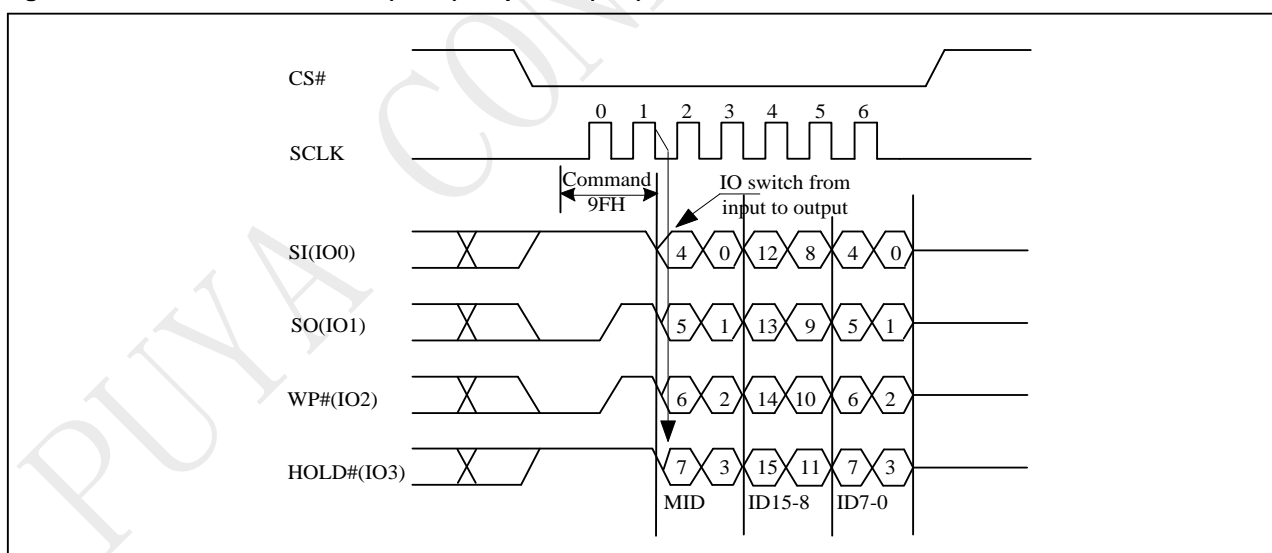 CS#
0 1 2 3 4 5 6
SCLK
Command
9FH
IO switch from
input to output
SI(IO0) 4 0 12 8 4 0
SO(IO1) 5 1 13 9 5 1
WP#(IO2) 6 2 14 10 6 2
HOLD#(IO3) 7 3 15 11 7 3
MID ID15-8 ID7-0